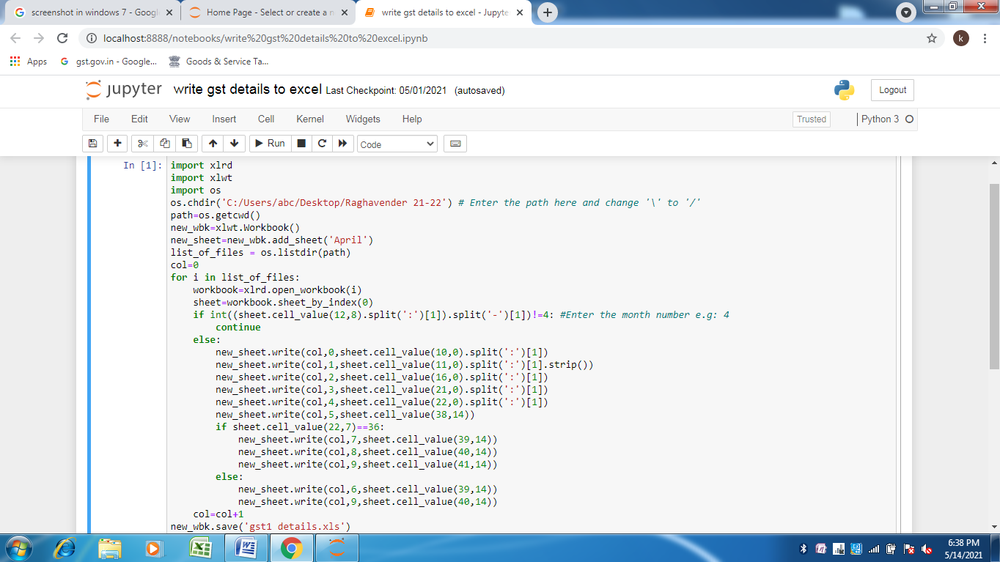 screenshot in windows 7 - Googl
Home Page - Select or create a n
write gst details to excel - Jupyte
localhost:8888/notebooks/write%20gst%20details%20to%20excel.ipynb
k
Apps
gst.gov.in - Google...
Goods & Service Ta...
jupyter write gst details to excel Last Checkpoint: 05/01/2021 (autosaved)
Logout
File Edit View Insert Cell Kernel Widgets Help
Trusted
Python 3
Run
Code
In [1]:
import xlrd
import xlwt
import os
os.chdir('C:/Users/abc/Desktop/Raghavender 21-22') # Enter the path here and change '\' to '/'
path=os.getcwd()
new_wbk=xlwt.Workbook()
new_sheet=new_wbk.add_sheet('April')
list_of_files = os.listdir(path)
col=0
for i in list_of_files:
    workbook=xlrd.open_workbook(i)
    sheet=workbook.sheet_by_index(0)
    if int((sheet.cell_value(12,8).split(':')[1]).split('-')[1])!=4: #Enter the month number e.g: 4
        continue
    else:
        new_sheet.write(col,0,sheet.cell_value(10,0).split(':')[1])
        new_sheet.write(col,1,sheet.cell_value(11,0).split(':')[1].strip())
        new_sheet.write(col,2,sheet.cell_value(16,0).split(':')[1])
        new_sheet.write(col,3,sheet.cell_value(21,0).split(':')[1])
        new_sheet.write(col,4,sheet.cell_value(22,0).split(':')[1])
        new_sheet.write(col,5,sheet.cell_value(38,14))
        if sheet.cell_value(22,7)==36:
            new_sheet.write(col,7,sheet.cell_value(39,14))
            new_sheet.write(col,8,sheet.cell_value(40,14))
            new_sheet.write(col,9,sheet.cell_value(41,14))
        else:
            new_sheet.write(col,6,sheet.cell_value(39,14))
            new_sheet.write(col,9,sheet.cell_value(40,14))
    col=col+1
new_wbk.save('gst1 details.xls')
6:38 PM
5/14/2021